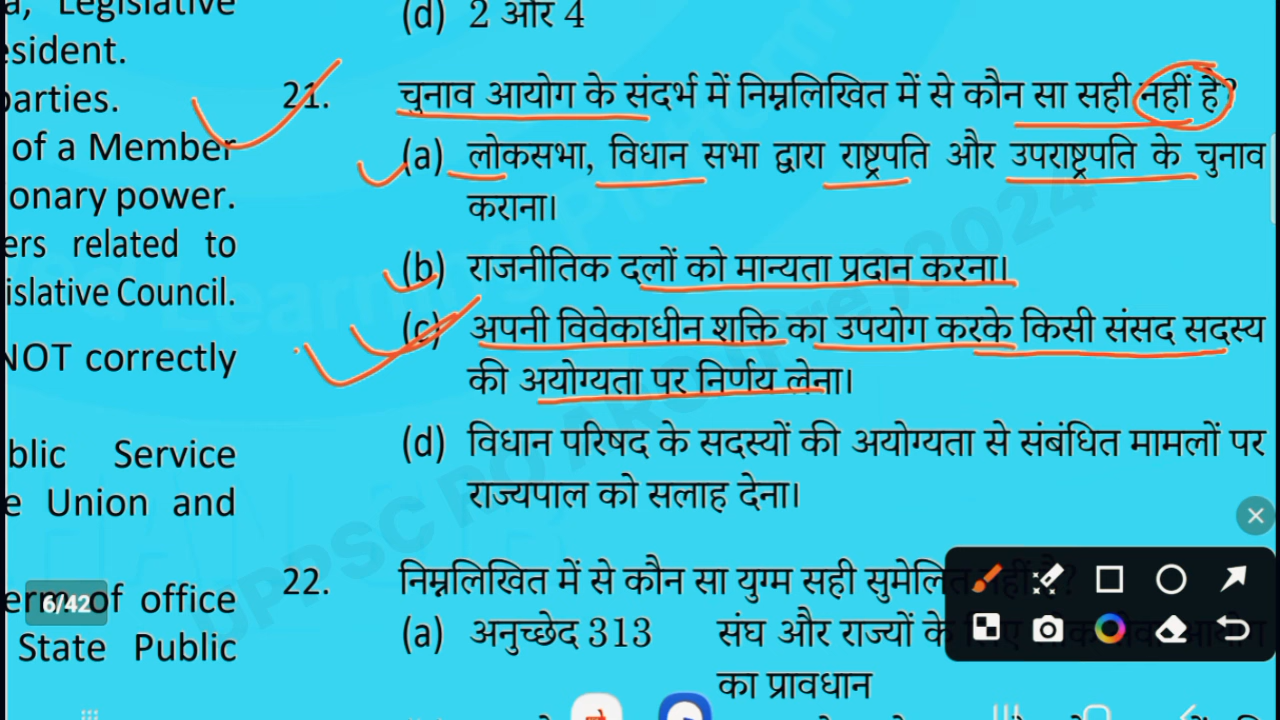 a, Legislative
esident.
parties.
of a Member
onary power.
ers related to
islative Council.
NOT correctly
blic Service
e Union and
of office
State Public
6/42
(d) 2 और 4
21. चुनाव आयोग के संदर्भ में निम्नलिखित में से कौन सा सही नहीं है?
(a) लोकसभा, विधान सभा द्वारा राष्ट्रपति और उपराष्ट्रपति के चुनाव
कराना।
(b) राजनीतिक दलों को मान्यता प्रदान करना।
(c) अपनी विवेकाधीन शक्ति का उपयोग करके किसी संसद सदस्य
की अयोग्यता पर निर्णय लेना।
(d) विधान परिषद के सदस्यों की अयोग्यता से संबंधित मामलों पर
राज्यपाल को सलाह देना।
22. निम्नलिखित में से कौन सा युग्म सही सुमेलित
(a) अनुच्छेद 313 संघ और राज्यों के
का प्रावधान